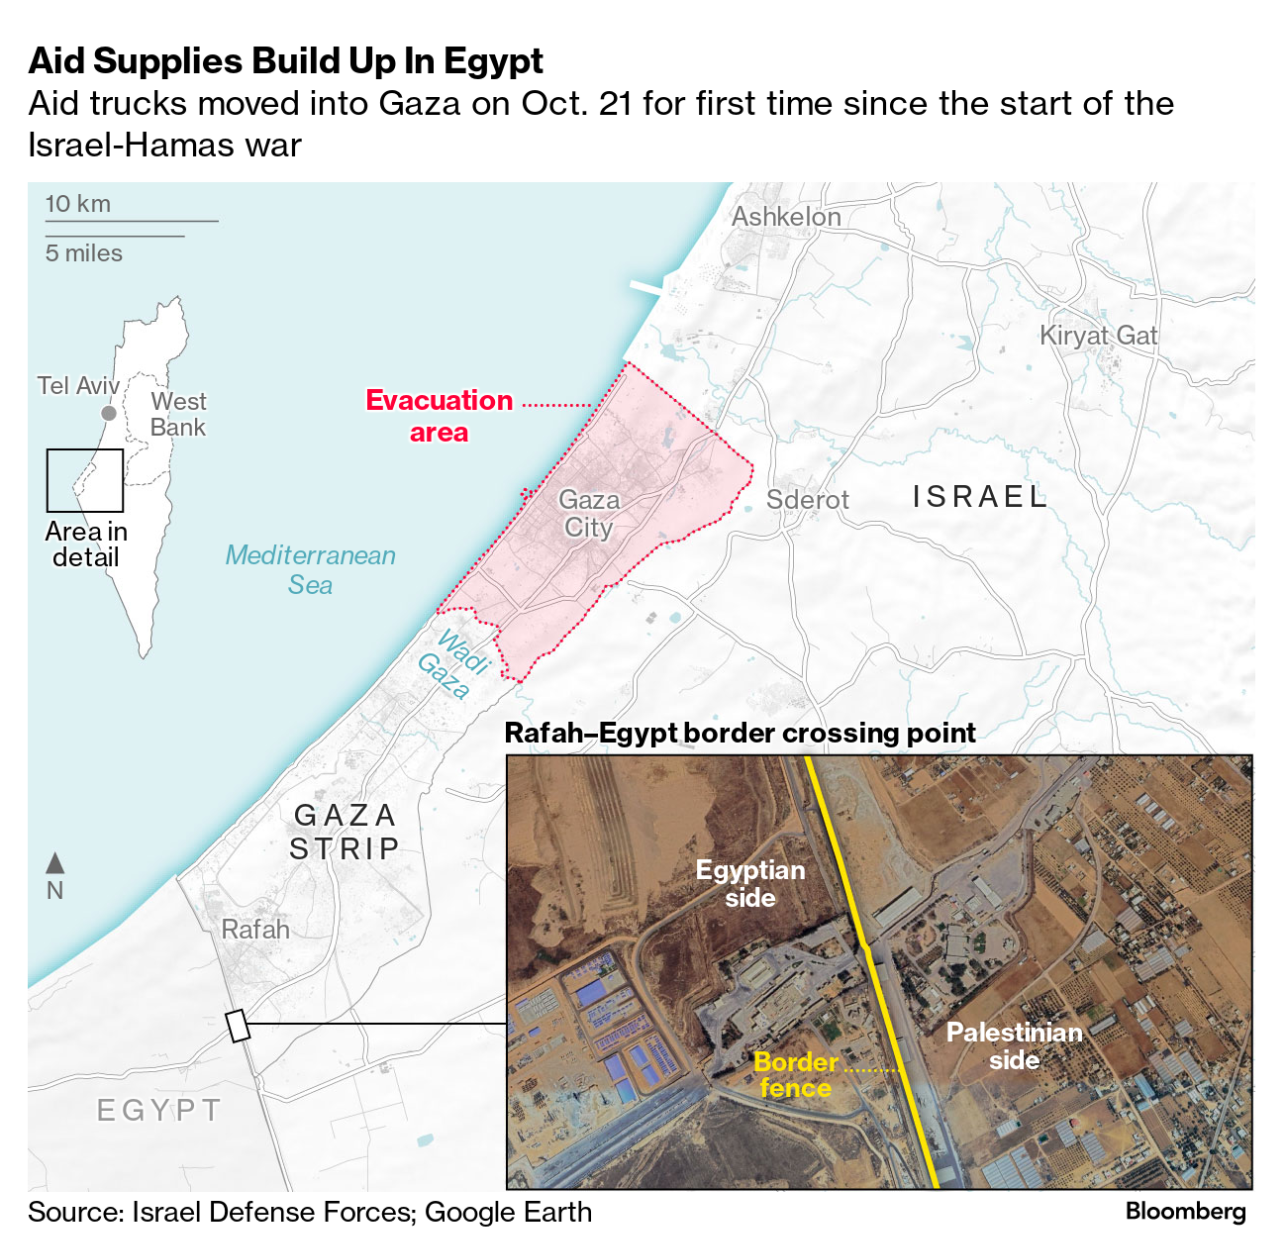 Aid Supplies Build Up In Egypt
Aid trucks moved into Gaza on Oct. 21 for first time since the start of the
Israel-Hamas war
10 km
5 miles
Ashkelon
Kiryat Gat
Tel Aviv
West
Bank
Evacuation
area
Gaza
City
Sderot
ISRAEL
Area in
detail
Mediterranean
Sea
Wadi
Gaza
Rafah–Egypt border crossing point
GAZA
STRIP
N
Rafah
Egyptian
side
Palestinian
side
Border
fence
EGYPT
Source: Israel Defense Forces; Google Earth
Bloomberg